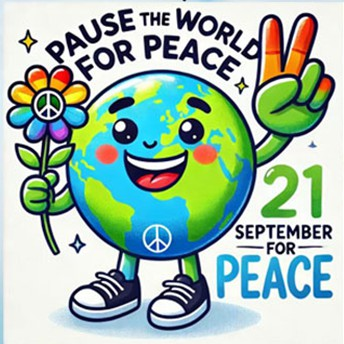 PAUSE THE WORLD
FOR PEACE
21
SEPTEMBER
FOR
PEACE